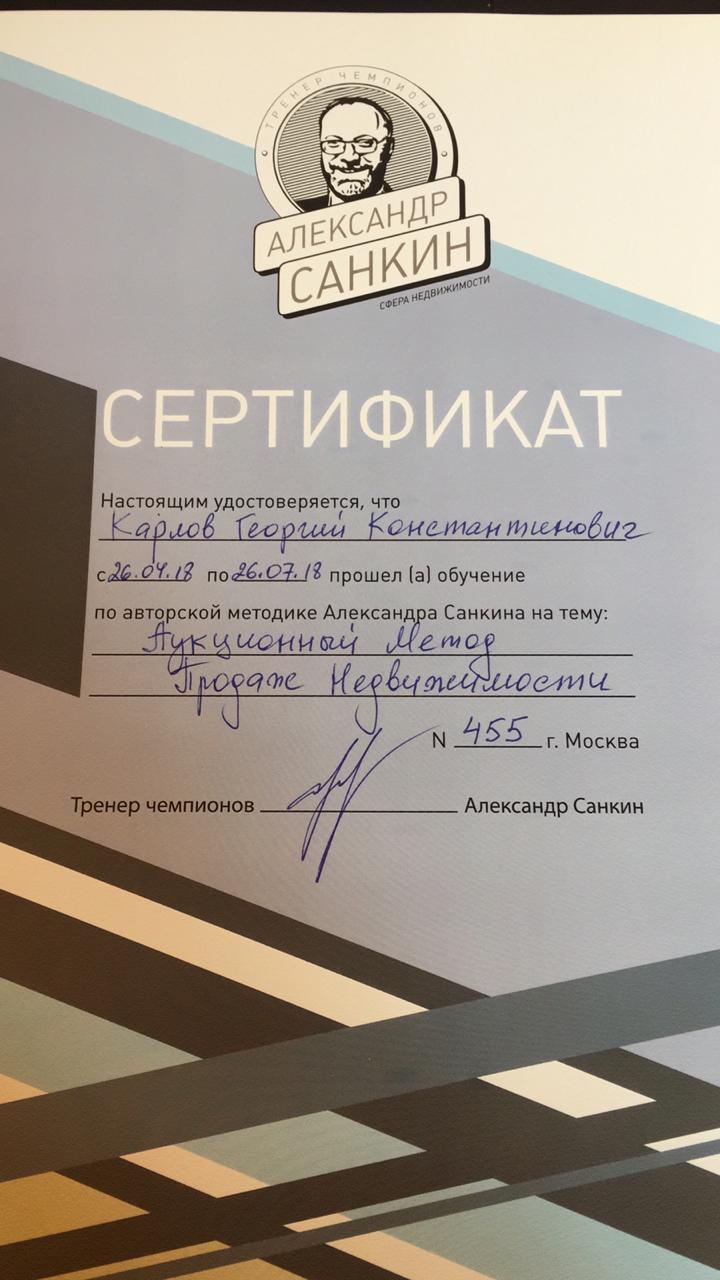 ТРЕНЕР ЧЕМПИОНОВ
АЛЕКСАНДР
САНКИН
СФЕРА НЕДВИЖИМОСТИ
СЕРТИФИКАТ
Настоящим удостоверяется, что
Карлов Георгий Константинович
с 26.04.18 по 26.07.18 прошел (а) обучение
по авторской методике Александра Санкина на тему:
Аукционный Метод
Продаж Недвижимости
N 455 г. Москва
Тренер чемпионов Александр Санкин